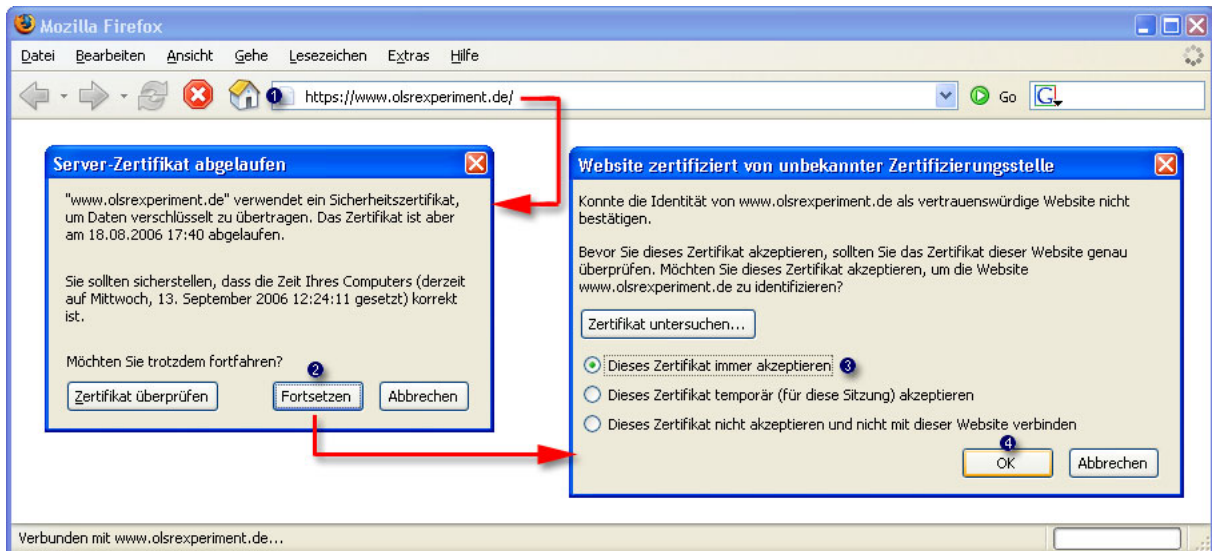 Mozilla Firefox
Datei Bearbeiten Ansicht Gehe Lesezeichen Extras Hilfe
1 https://www.olsrexperiment.de/ Go G
Server-Zertifikat abgelaufen
"www.olsrexperiment.de" verwendet ein Sicherheitszertifikat,
um Daten verschlüsselt zu übertragen. Das Zertifikat ist aber
am 18.08.2006 17:40 abgelaufen.
Sie sollten sicherstellen, dass die Zeit Ihres Computers (derzeit
auf Mittwoch, 13. September 2006 12:24:11 gesetzt) korrekt
ist.
Möchten Sie trotzdem fortfahren?
2
Zertifikat überprüfen Fortsetzen Abbrechen
Website zertifiziert von unbekannter Zertifizierungsstelle
Konnte die Identität von www.olsrexperiment.de als vertrauenswürdige Website nicht
bestätigen.
Bevor Sie dieses Zertifikat akzeptieren, sollten Sie das Zertifikat dieser Website genau
überprüfen. Möchten Sie dieses Zertifikat akzeptieren, um die Website
www.olsrexperiment.de zu identifizieren?
Zertifikat untersuchen...
Dieses Zertifikat immer akzeptieren 3
Dieses Zertifikat temporär (für diese Sitzung) akzeptieren
Dieses Zertifikat nicht akzeptieren und nicht mit dieser Website verbinden
4
OK Abbrechen
Verbunden mit www.olsrexperiment.de...